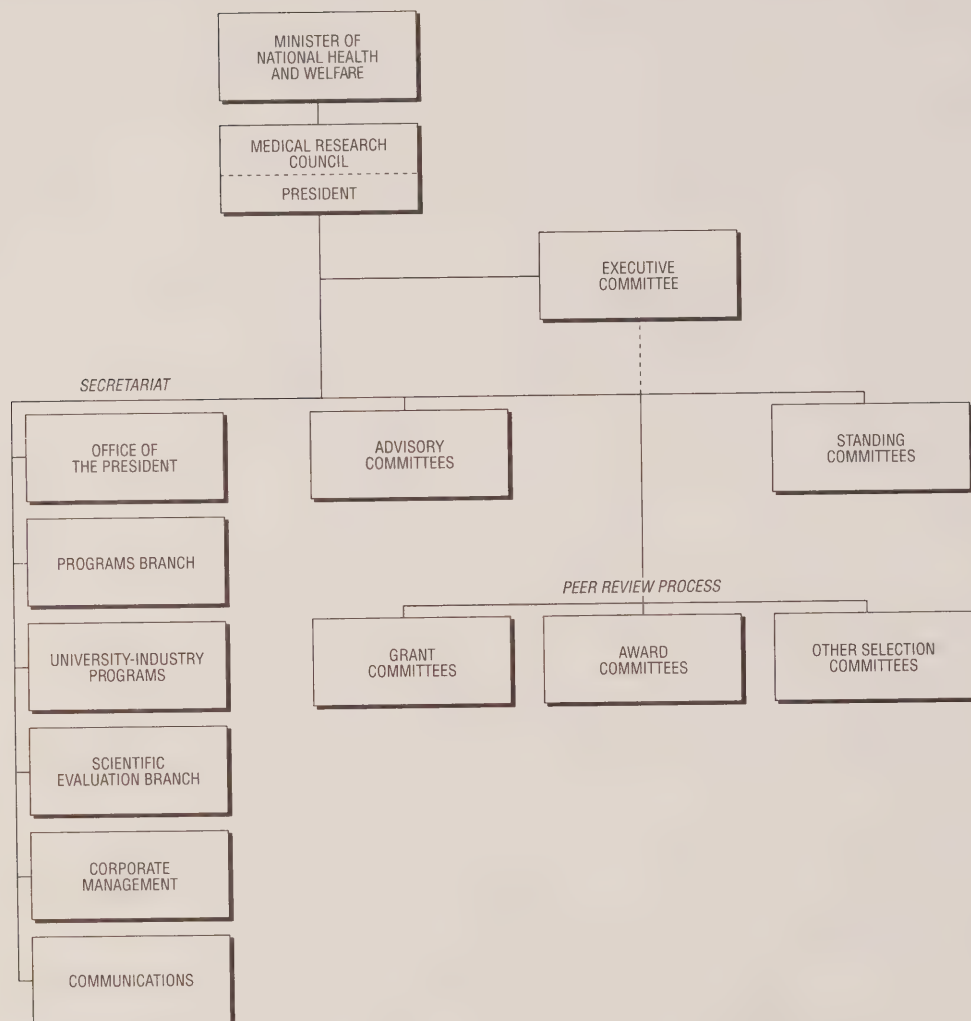 MINISTER OF
NATIONAL HEALTH
AND WELFARE
MEDICAL RESEARCH
COUNCIL
PRESIDENT
EXECUTIVE
COMMITTEE
SECRETARIAT
OFFICE OF
THE PRESIDENT
ADVISORY
COMMITTEES
STANDING
COMMITTEES
PROGRAMS BRANCH
PEER REVIEW PROCESS
UNIVERSITY-INDUSTRY
PROGRAMS
GRANT
COMMITTEES
AWARD
COMMITTEES
OTHER SELECTION
COMMITTEES
SCIENTIFIC
EVALUATION BRANCH
CORPORATE
MANAGEMENT
COMMUNICATIONS